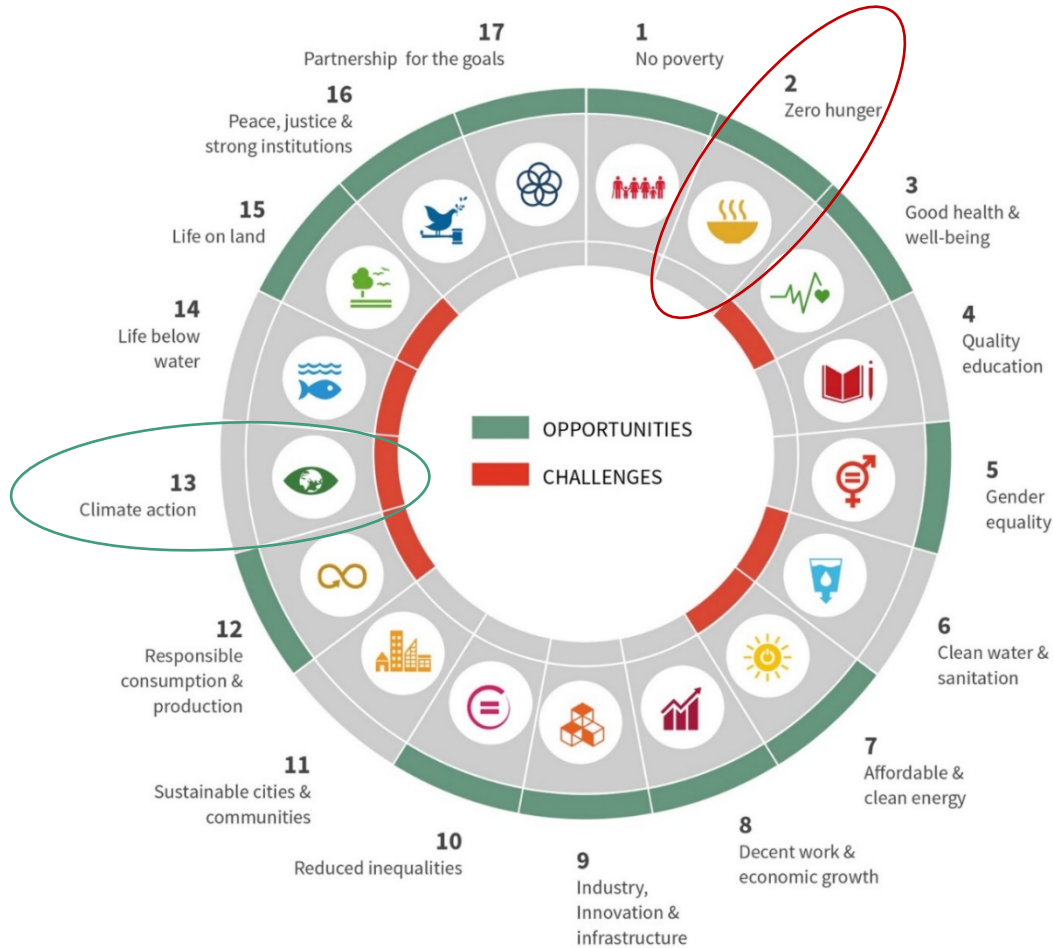 17
Partnership for the goals
1
No poverty
2
Zero hunger
3
Good health &
well-being
4
Quality
education
5
Gender
equality
6
Clean water &
sanitation
7
Affordable &
clean energy
8
Decent work &
economic growth
9
Industry,
Innovation &
infrastructure
10
Reduced inequalities
11
Sustainable cities &
communities
12
Responsible
consumption &
production
13
Climate action
14
Life below
water
15
Life on land
16
Peace, justice &
strong institutions
OPPORTUNITIES
CHALLENGES